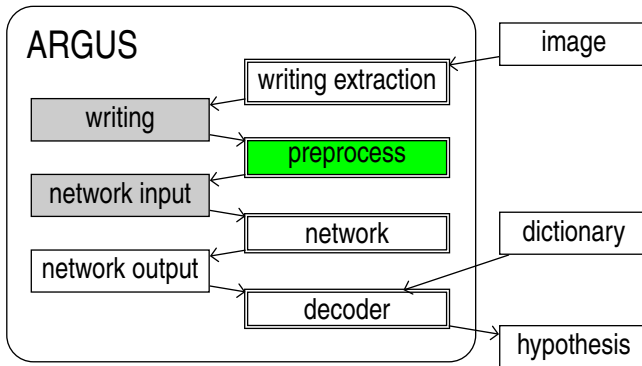 ARGUS
image
writing extraction
writing
preprocess
network input
network
dictionary
network output
decoder
hypothesis